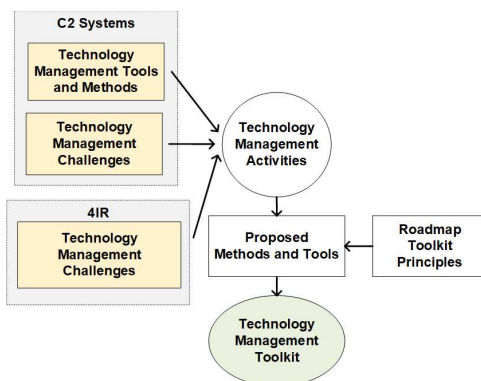 C2 Systems
Technology
Management Tools
and Methods
Technology
Management
Challenges
Technology
Management
Activities
4IR
Technology
Management
Challenges
Proposed
Methods and Tools
Roadmap
Toolkit
Principles
Technology
Management
Toolkit